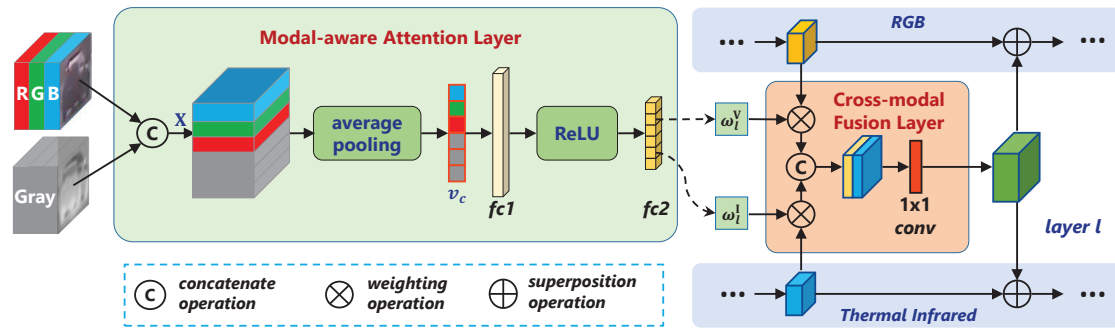 R G B
Gray
C
X
Modal-aware Attention Layer
average
pooling
v_c
fc1
ReLU
fc2
ω_l^V
ω_l^I
RGB
...
...
Cross-modal
Fusion Layer
C
1x1
conv
layer l
...
...
Thermal Infrared
C
concatenate
operation
weighting
operation
superposition
operation